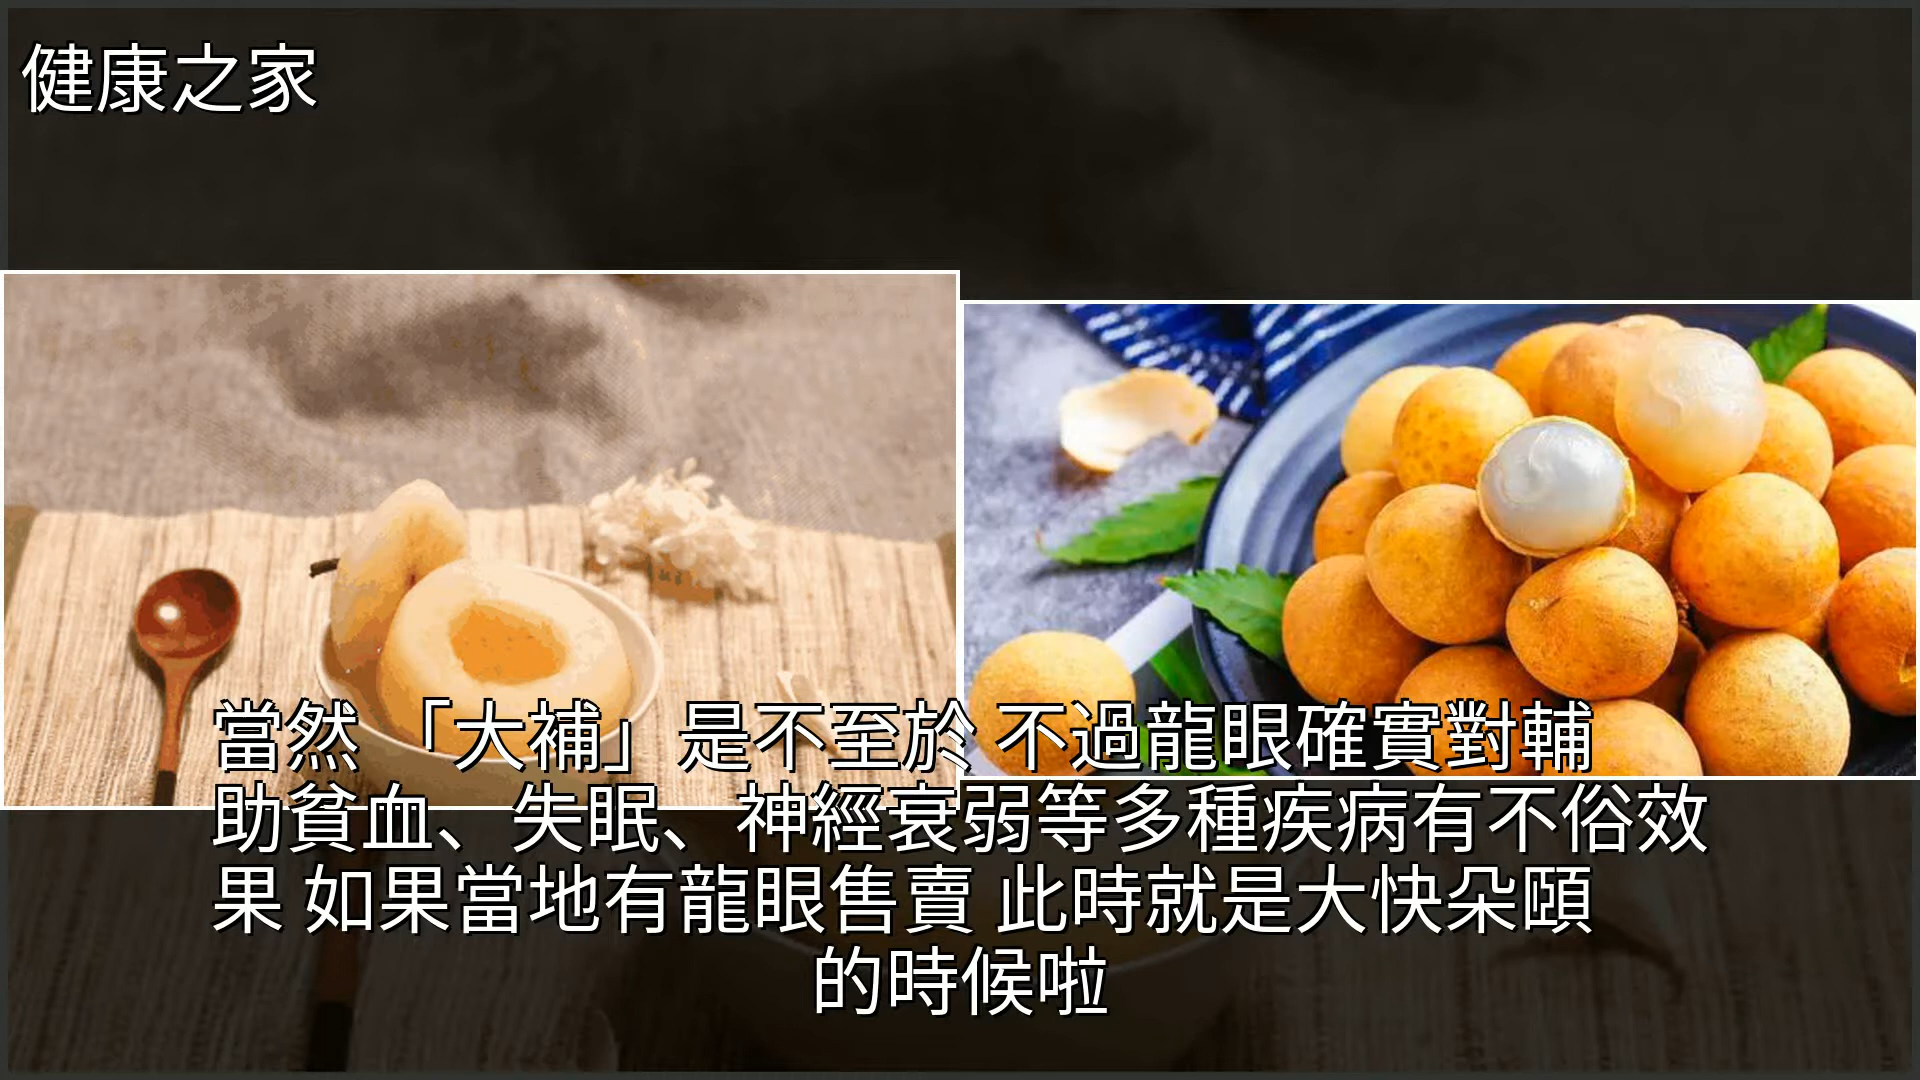 健康之家
當然 「大補」是不至於 不過龍眼確實對輔
助貧血、失眠、神經衰弱等多種疾病有不俗效
果 如果當地有龍眼售賣 此時就是大快朵頤
的時候啦